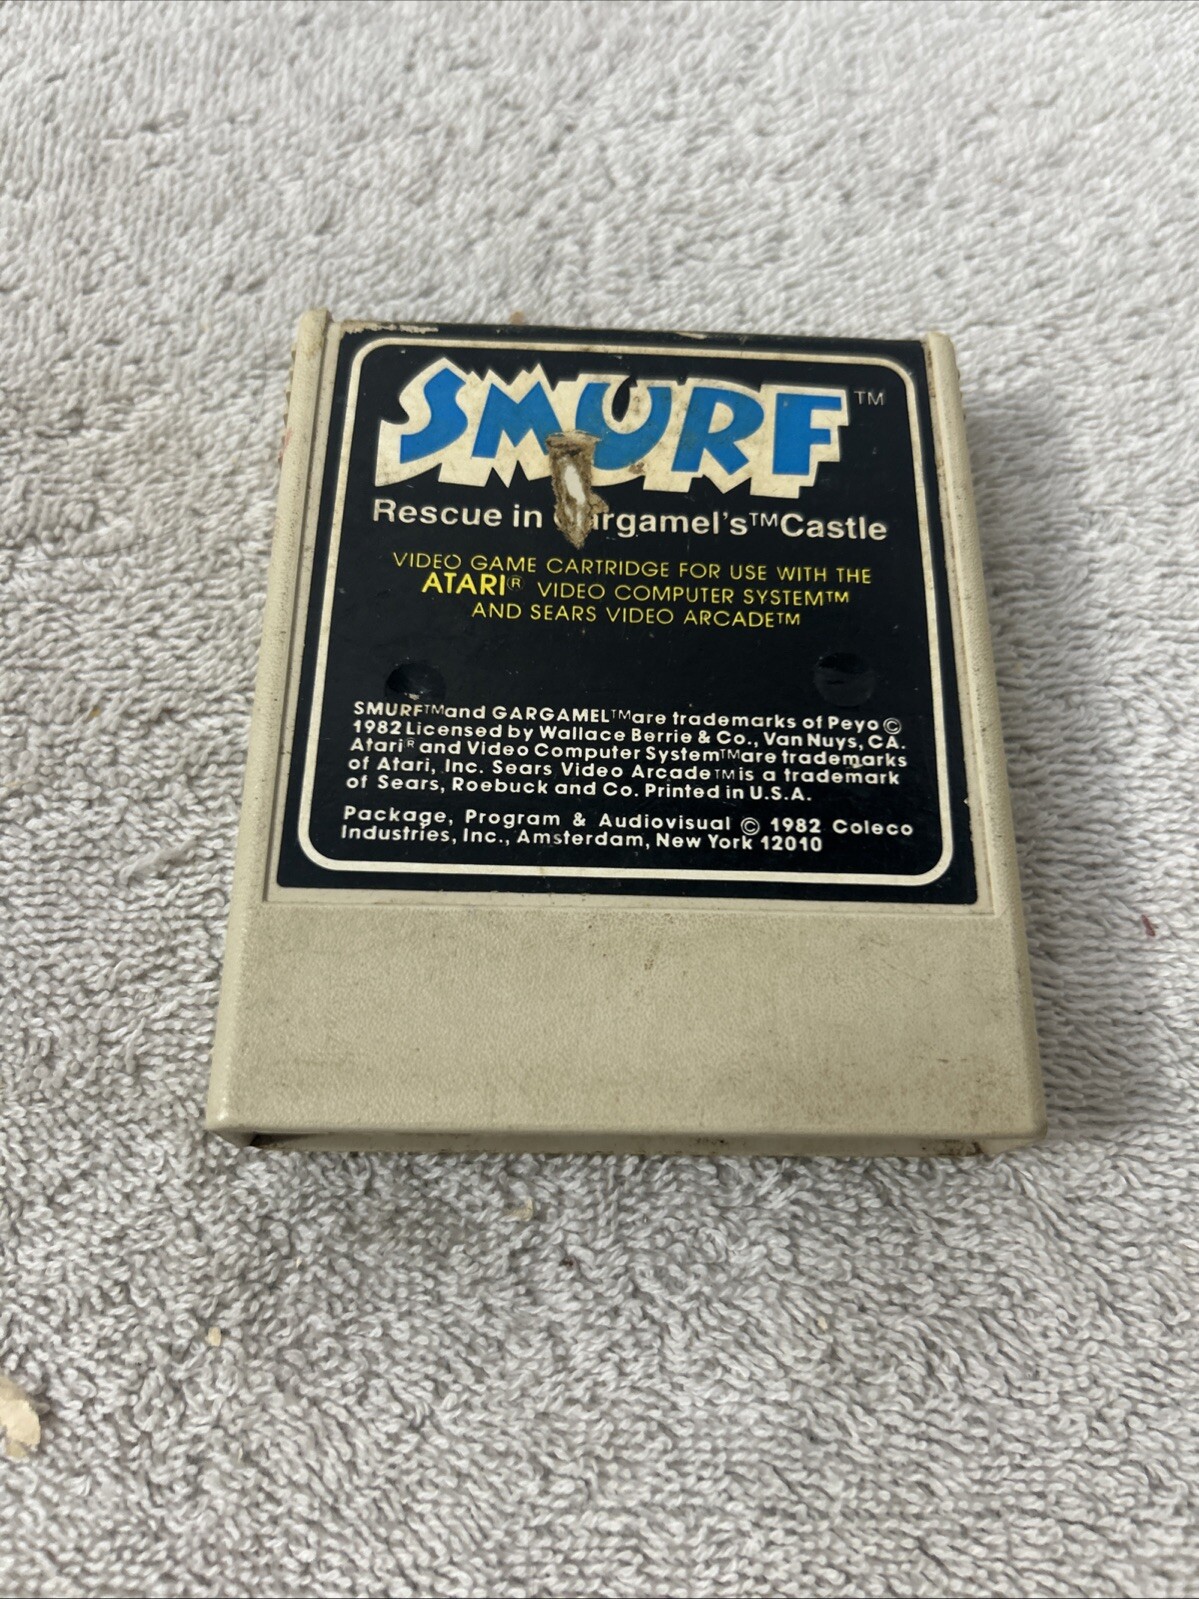 SMURF™
Rescue in Gargamel's™Castle
VIDEO GAME CARTRIDGE FOR USE WITH THE
ATARI® VIDEO COMPUTER SYSTEM™
AND SEARS VIDEO ARCADE™
SMURF™and GARGAMEL™are trademarks of Peyo ©
1982 Licensed by Wallace Berrie & Co., Van Nuys, CA.
Atari® and Video Computer System™are trademarks
of Atari, Inc. Sears Video Arcade™is a trademark
of Sears, Roebuck and Co. Printed in U.S.A.
Package, Program & Audiovisual © 1982 Coleco
Industries, Inc., Amsterdam, New York 12010